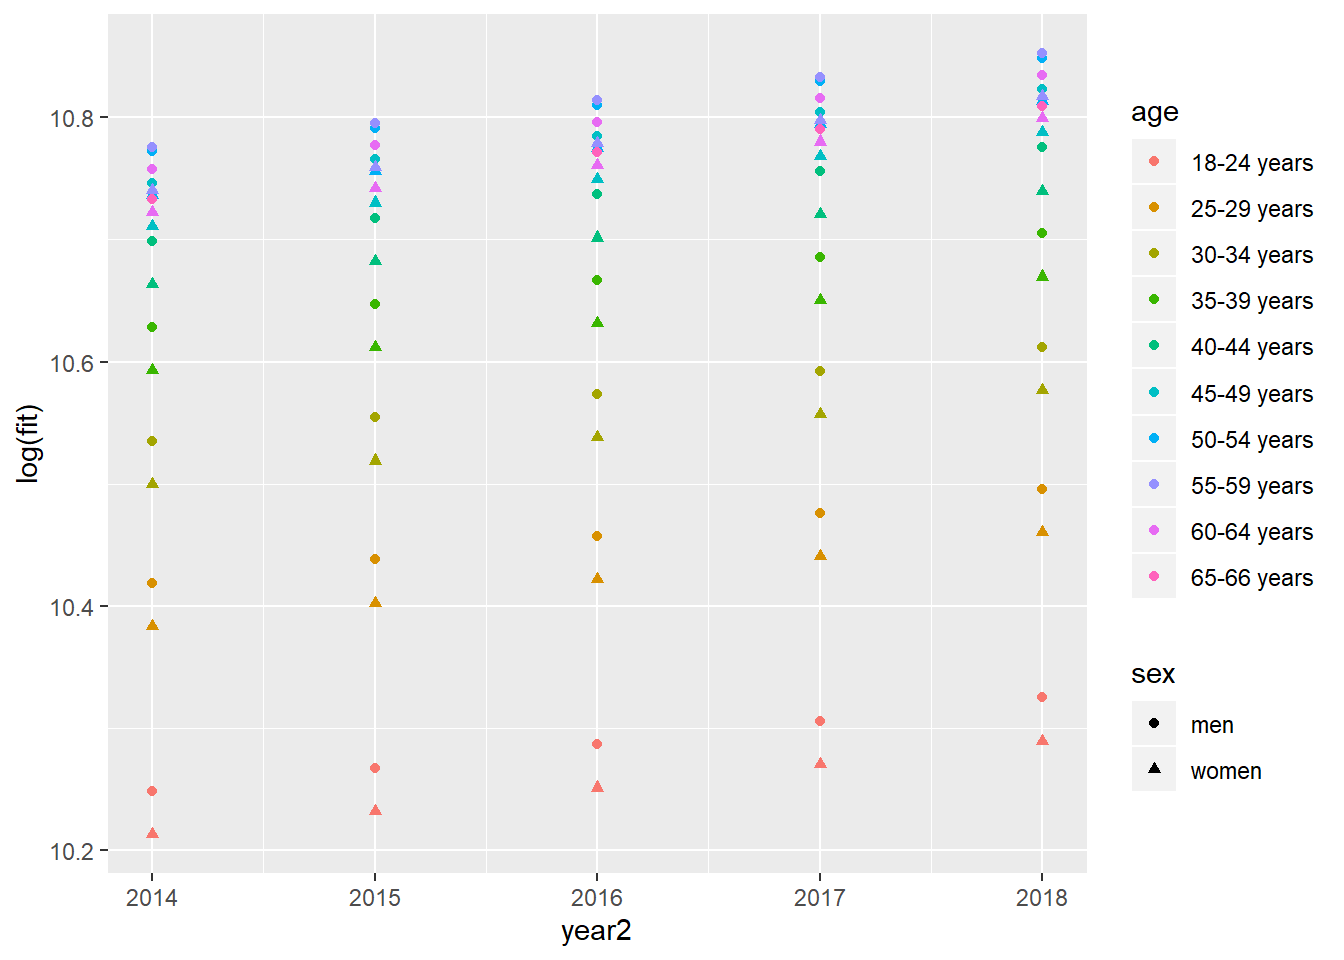 10.8
10.6
10.4
10.2
log(fit)
2014 2015 2016 2017 2018
year2
age
18-24 years
25-29 years
30-34 years
35-39 years
40-44 years
45-49 years
50-54 years
55-59 years
60-64 years
65-66 years
sex
men
women